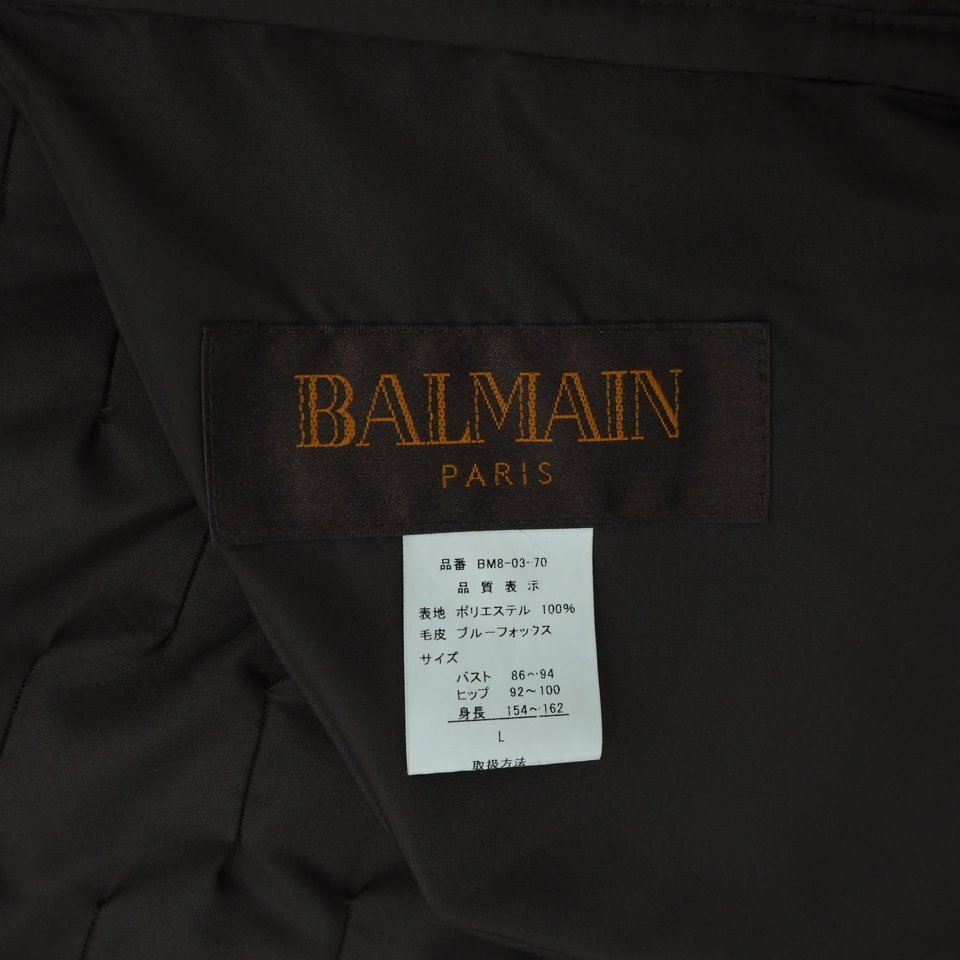 BALMAIN
PARIS
品番 BM8-03-70
品質表示
表地 ポリエステル 100%
毛皮 ブルーフォックス
サイズ
バスト 86~94
ヒップ 92~100
身長 154~162
L
取扱方法